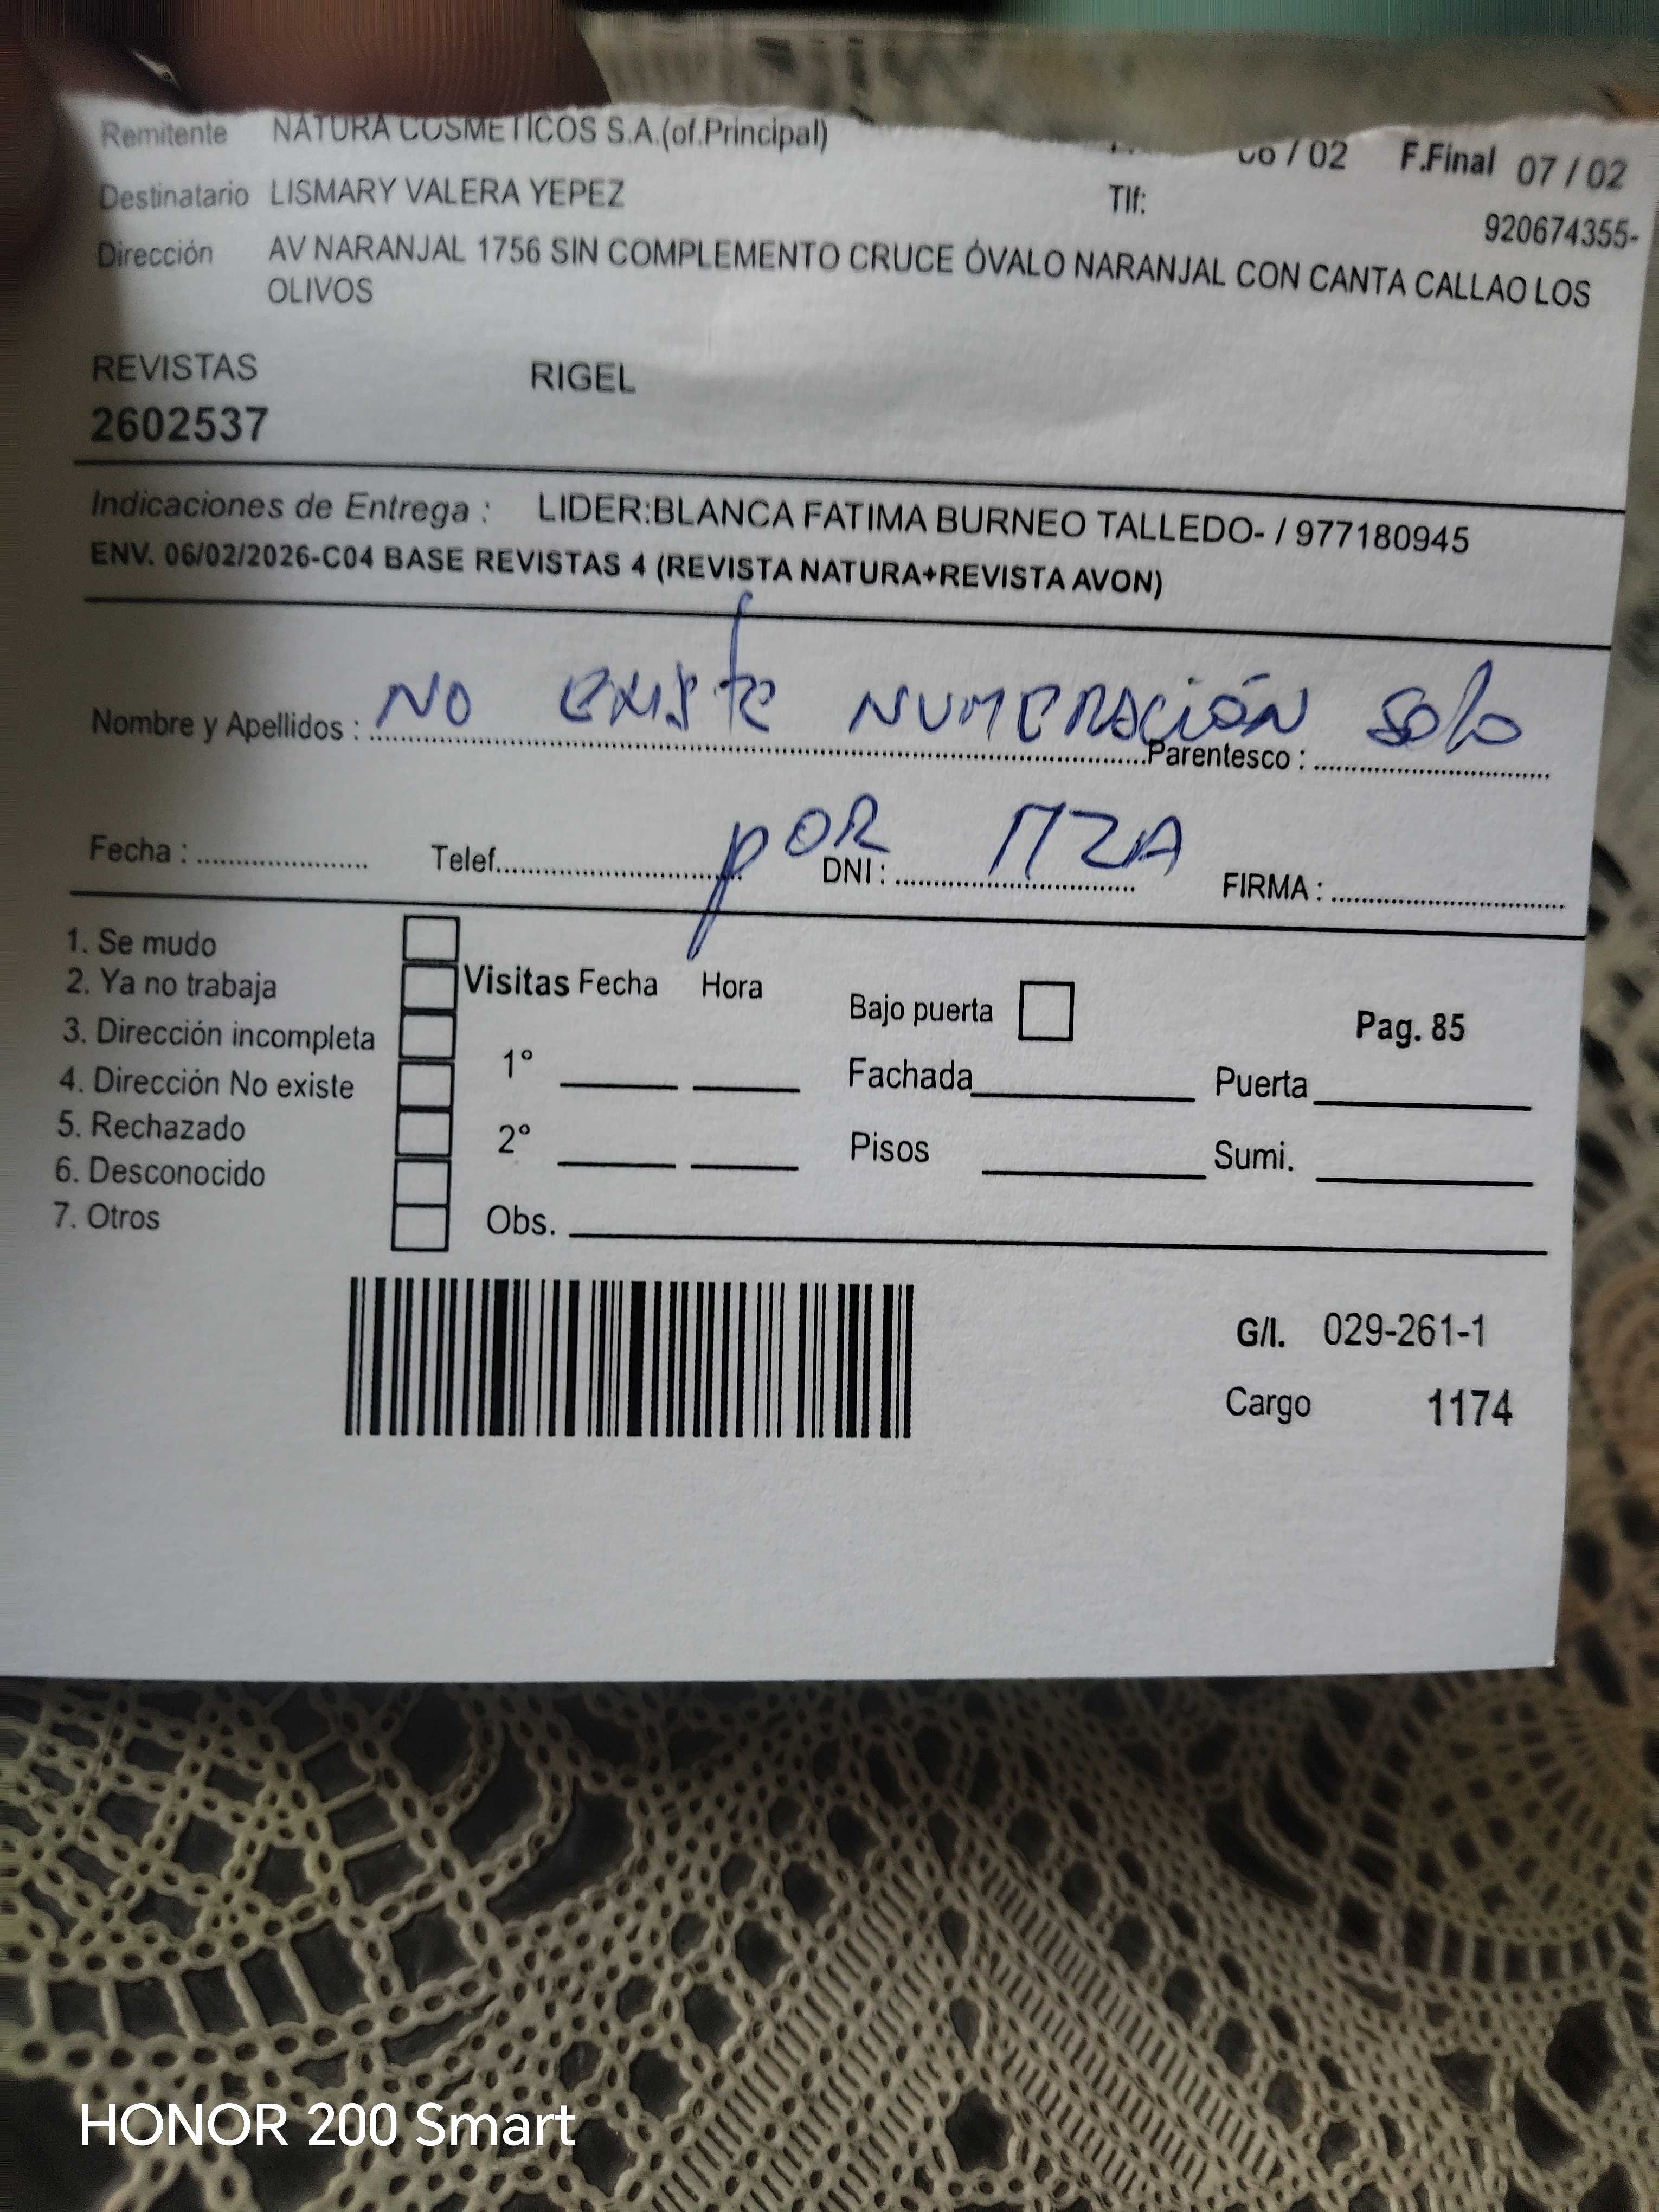 Remitente NATURA COSMETICOS S.A.(of.Principal) 06 / 02 F.Final 07 / 02
Destinatario LISMARY VALERA YEPEZ Tlf: 920674355-
Dirección AV NARANJAL 1756 SIN COMPLEMENTO CRUCE ÓVALO NARANJAL CON CANTA CALLAO LOS
OLIVOS
REVISTAS RIGEL
2602537
Indicaciones de Entrega : LIDER:BLANCA FATIMA BURNEO TALLEDO- / 977180945
ENV. 06/02/2026-C04 BASE REVISTAS 4 (REVISTA NATURA+REVISTA AVON)
Nombre y Apellidos : NO existe NUMERACIÓN solo Parentesco :
Fecha : Telef. por DNI : MZA FIRMA :
1. Se mudo
2. Ya no trabaja Visitas Fecha Hora Bajo puerta Pag. 85
3. Dirección incompleta 1° Fachada Puerta
4. Dirección No existe
5. Rechazado 2° Pisos Sumi.
6. Desconocido
7. Otros Obs.
G/I. 029-261-1
Cargo 1174
HONOR 200 Smart